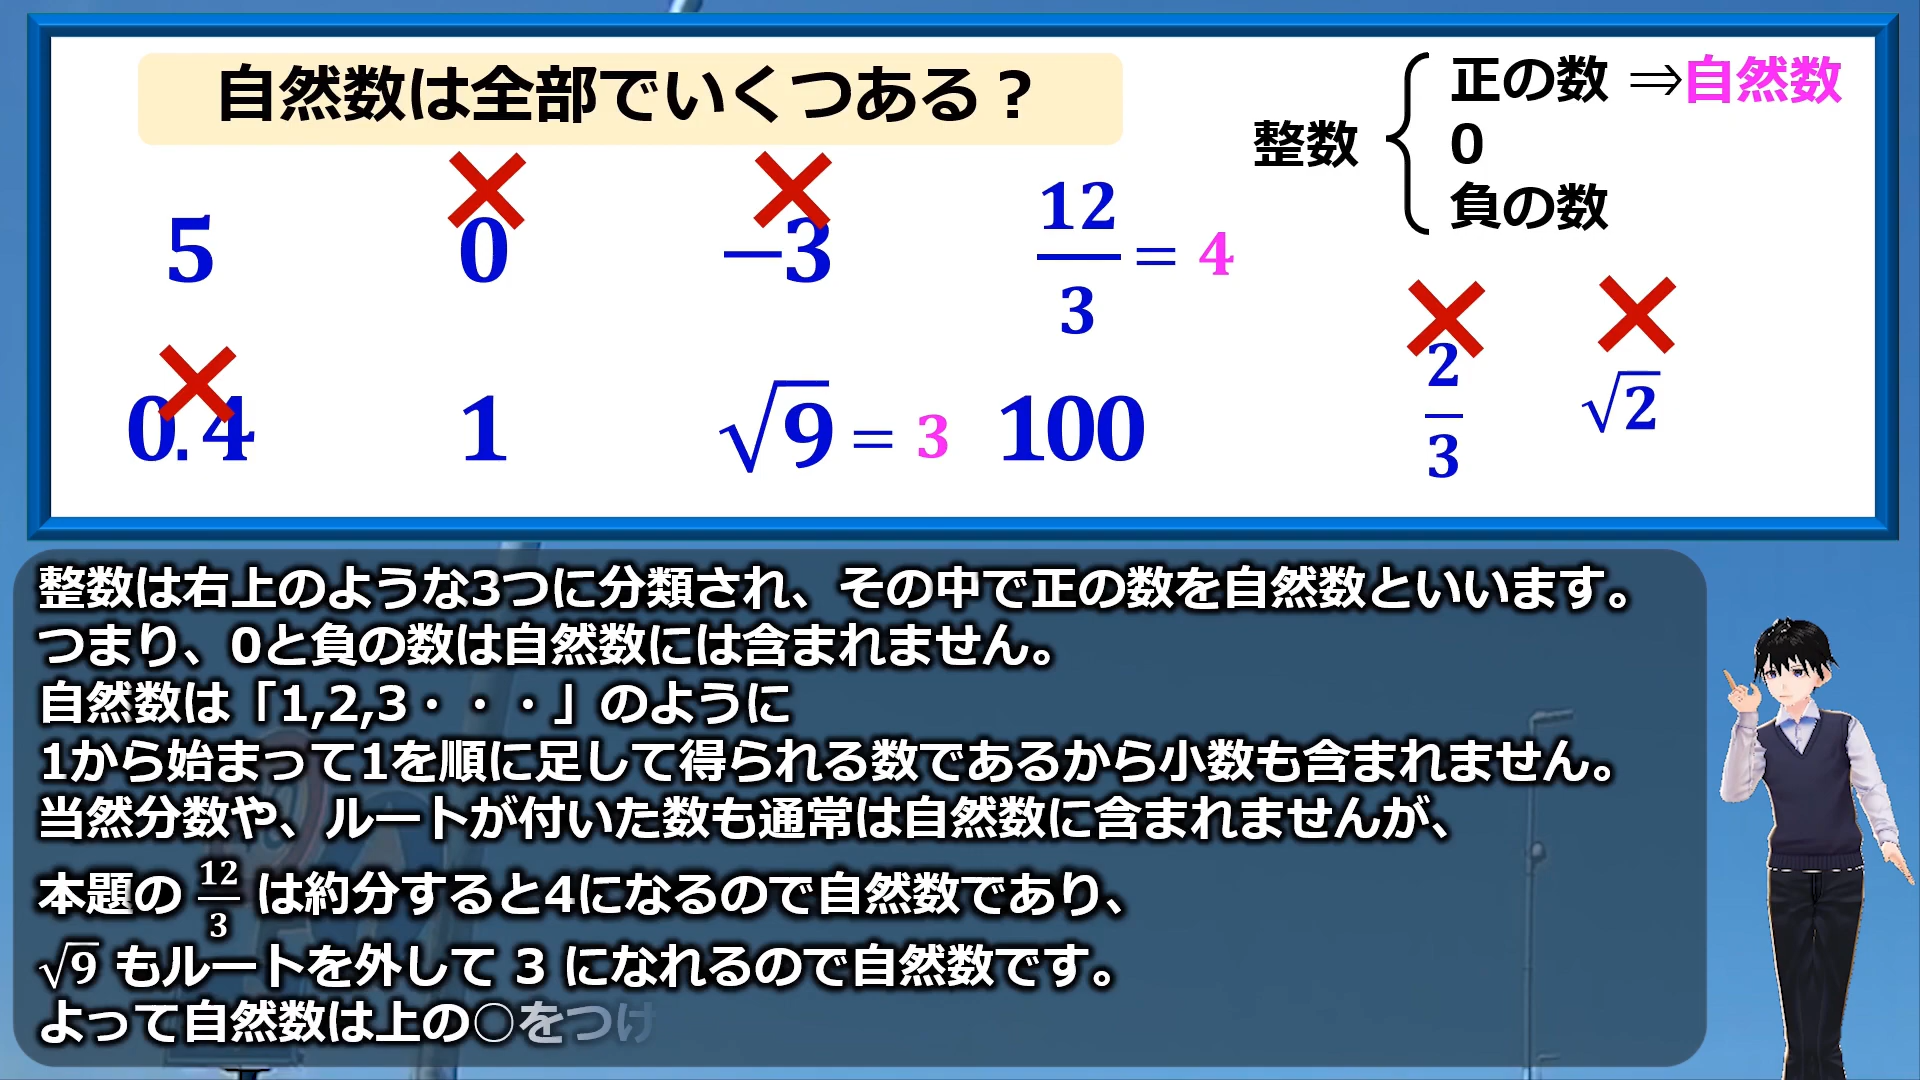 自然数は全部でいくつある？
整数
正の数 ⇒自然数
0
負の数
5
0
−3
12/3 = 4
0.4
1
√9 = 3
100
2/3
√2
整数は右上のような3つに分類され、その中で正の数を自然数といいます。
つまり、0と負の数は自然数には含まれません。
自然数は「1,2,3・・・」のように
1から始まって1を順に足して得られる数であるから小数も含まれません。
当然分数や、ルートが付いた数も通常は自然数に含まれませんが、
本題の 12/3 は約分すると4になるので自然数であり、
√9 もルートを外して 3 になれるので自然数です。
よって自然数は上の○をつけ